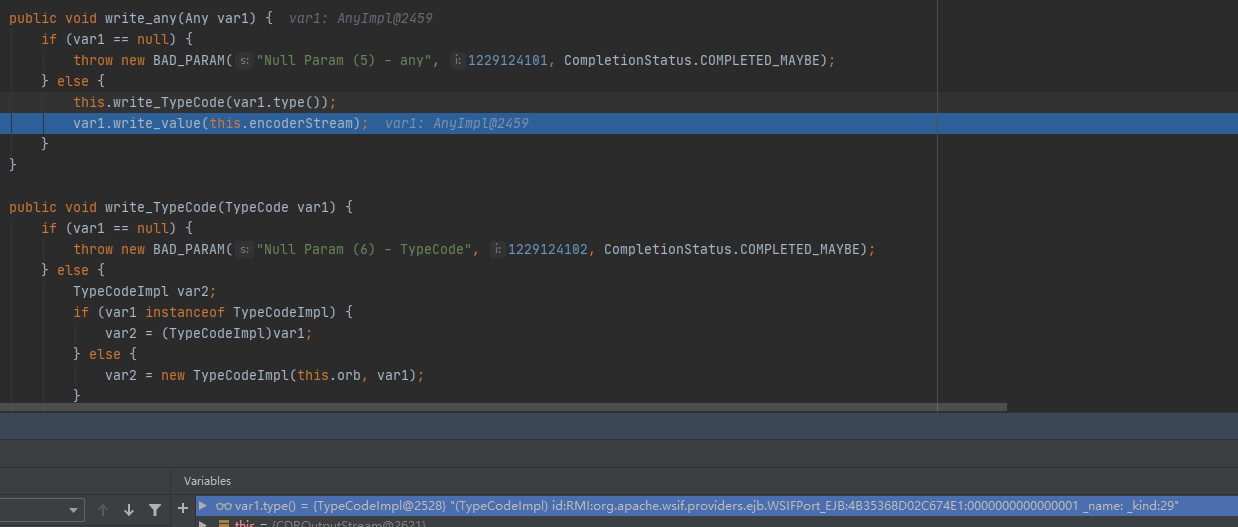 public void write_any(Any var1) {  var1: AnyImpl@2459
if (var1 == null) {
throw new BAD_PARAM( s: "Null Param (5) - any", i: 1229124101, CompletionStatus.COMPLETED_MAYBE);
} else {
this.write_TypeCode(var1.type());
var1.write_value(this.encoderStream);  var1: AnyImpl@2459
}
}
public void write_TypeCode(TypeCode var1) {
if (var1 == null) {
throw new BAD_PARAM( s: "Null Param (6) - TypeCode", i: 1229124102, CompletionStatus.COMPLETED_MAYBE);
} else {
TypeCodeImpl var2;
if (var1 instanceof TypeCodeImpl) {
var2 = (TypeCodeImpl)var1;
} else {
var2 = new TypeCodeImpl(this.orb, var1);
}
Variables
var1.type() = {TypeCodeImpl@2528} "(TypeCodeImpl) id:RMI:org.apache.wsif.providers.ejb.WSIFPort_EJB:4B35368D02C674E1:0000000000000001 _name: _kind:29"
this = {CDROutputStream@2621}